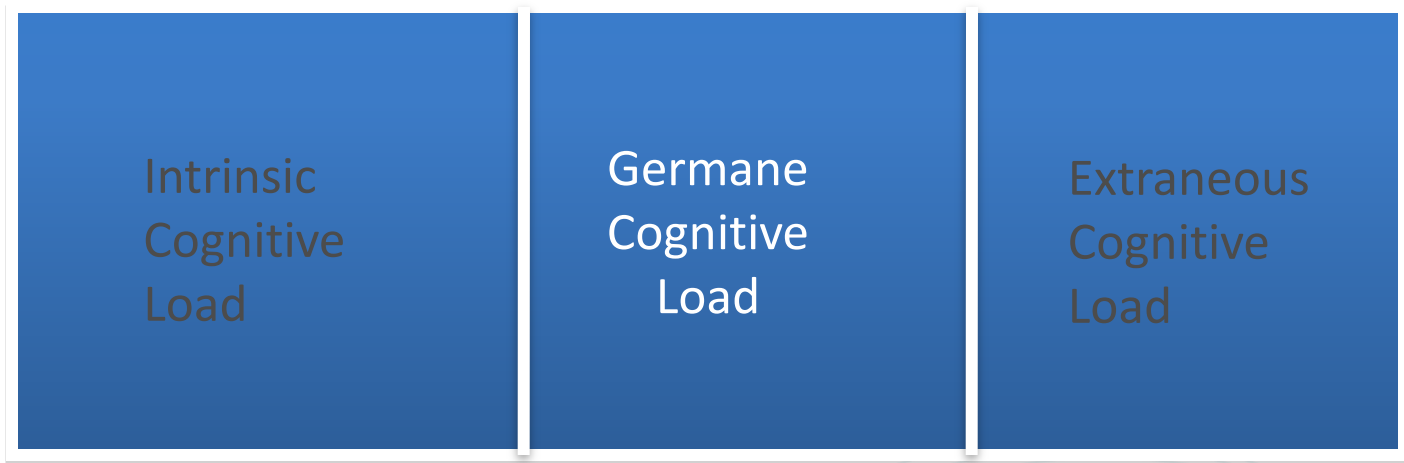 Intrinsic
Cognitive
Load
Germane
Cognitive
Load
Extraneous
Cognitive
Load